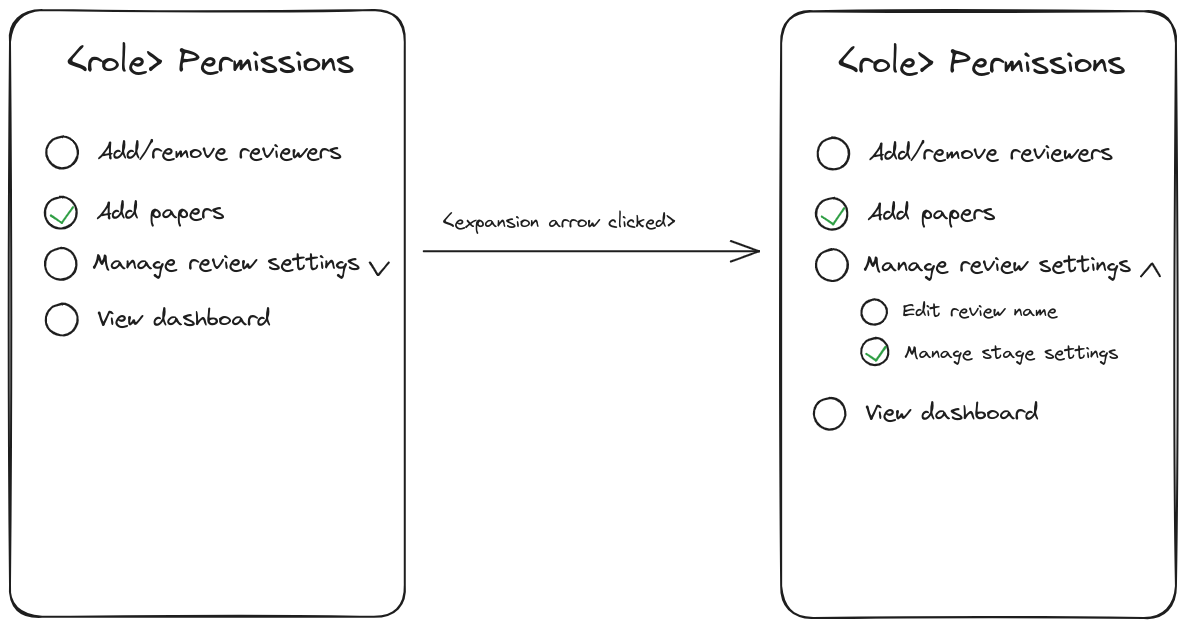 <role> Permissions
Add/remove reviewers
Add papers
Manage review settings
View dashboard
<expansion arrow clicked>
<role> Permissions
Add/remove reviewers
Add papers
Manage review settings
Edit review name
Manage stage settings
View dashboard